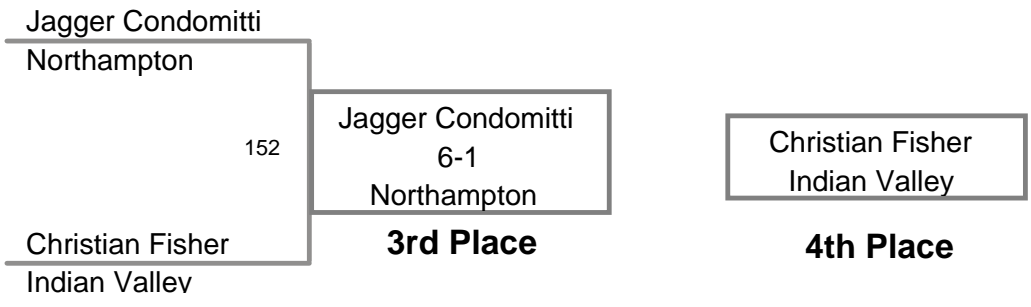 Jagger Condomitti
Northampton
152
Jagger Condomitti
6-1
Northampton
Christian Fisher
Indian Valley
3rd Place
4th Place
Christian Fisher
Indian Valley